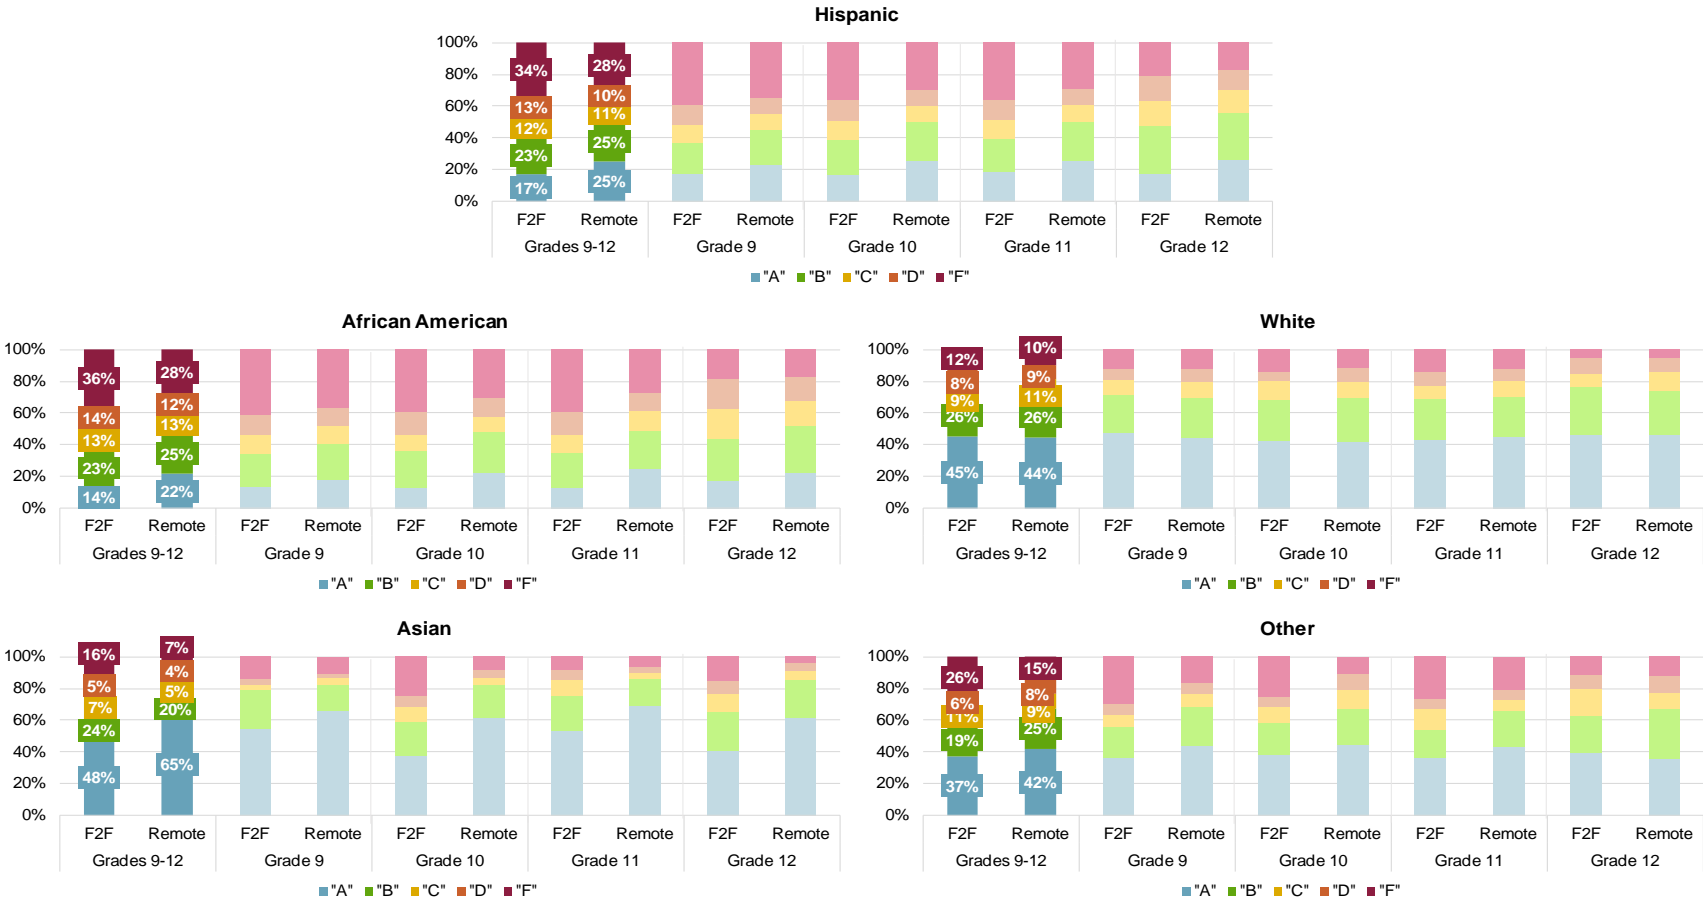 Hispanic
100%
80%
60%
40%
20%
0%
34% 28%
13% 10%
12% 11%
23% 25%
17% 25%
F2F Remote F2F Remote F2F Remote F2F Remote F2F Remote
Grades 9-12 Grade 9 Grade 10 Grade 11 Grade 12
"A" "B" "C" "D" "F"
African American
100%
80%
60%
40%
20%
0%
36% 28%
14% 12%
13% 13%
23% 25%
14% 22%
F2F Remote F2F Remote F2F Remote F2F Remote F2F Remote
Grades 9-12 Grade 9 Grade 10 Grade 11 Grade 12
"A" "B" "C" "D" "F"
White
100%
80%
60%
40%
20%
0%
12% 10%
8% 9%
9% 11%
26% 26%
45% 44%
F2F Remote F2F Remote F2F Remote F2F Remote F2F Remote
Grades 9-12 Grade 9 Grade 10 Grade 11 Grade 12
"A" "B" "C" "D" "F"
Asian
100%
80%
60%
40%
20%
0%
16% 7%
5% 4%
7% 5%
24% 20%
48% 65%
F2F Remote F2F Remote F2F Remote F2F Remote F2F Remote
Grades 9-12 Grade 9 Grade 10 Grade 11 Grade 12
"A" "B" "C" "D" "F"
Other
100%
80%
60%
40%
20%
0%
26% 15%
6% 8%
11% 9%
19% 25%
37% 42%
F2F Remote F2F Remote F2F Remote F2F Remote F2F Remote
Grades 9-12 Grade 9 Grade 10 Grade 11 Grade 12
"A" "B" "C" "D" "F"